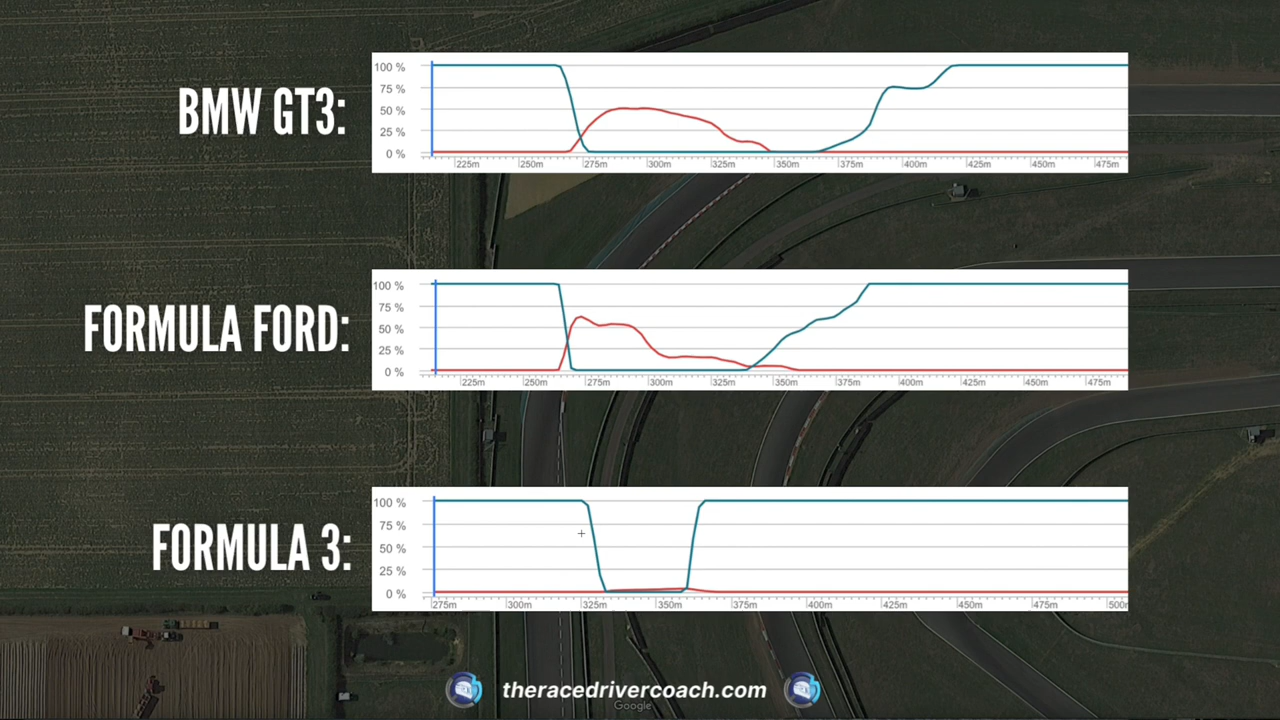 BMW GT3:
100 %
75 %
50 %
25 %
0 %
225m 250m 275m 300m 325m 350m 375m 400m 425m 450m 475m
FORMULA FORD:
100 %
75 %
50 %
25 %
0 %
225m 250m 275m 300m 325m 350m 375m 400m 425m 450m 475m
FORMULA 3:
100 %
75 %
50 %
25 %
0 %
275m 300m 325m 350m 375m 400m 425m 450m 475m 500m
theracedrivercoach.com
Google